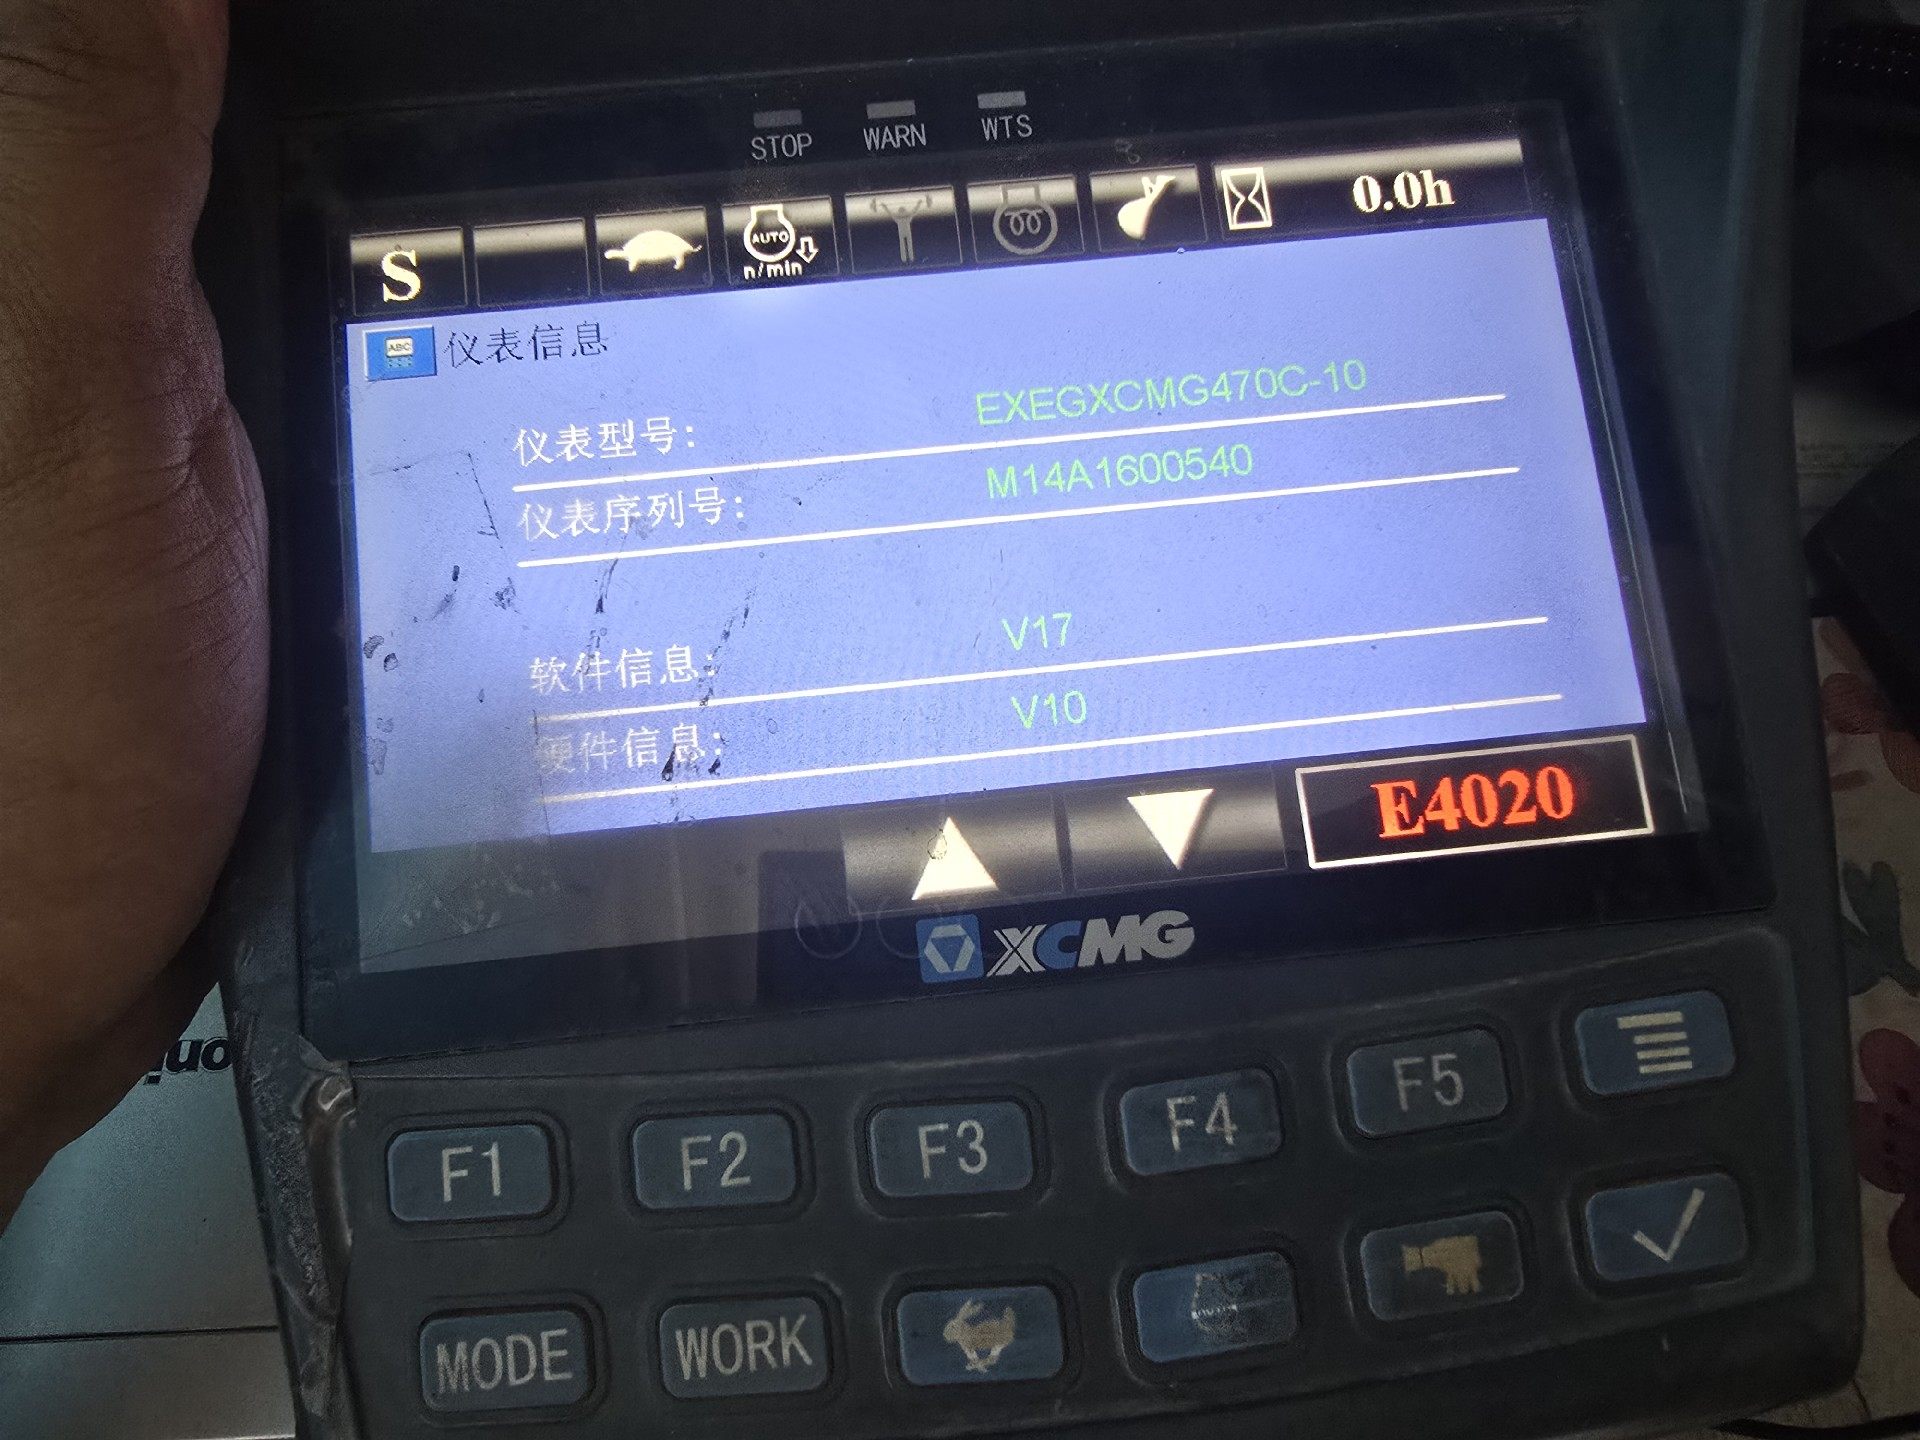 STOP WARN WTS
S AUTO n/min 0.0h
ABC 仪表信息
仪表型号: EXEGXCMG470C-10
仪表序列号: M14A1600540
软件信息: V17
硬件信息: V10
E4020
XCMG
F1 F2 F3 F4 F5
MODE WORK